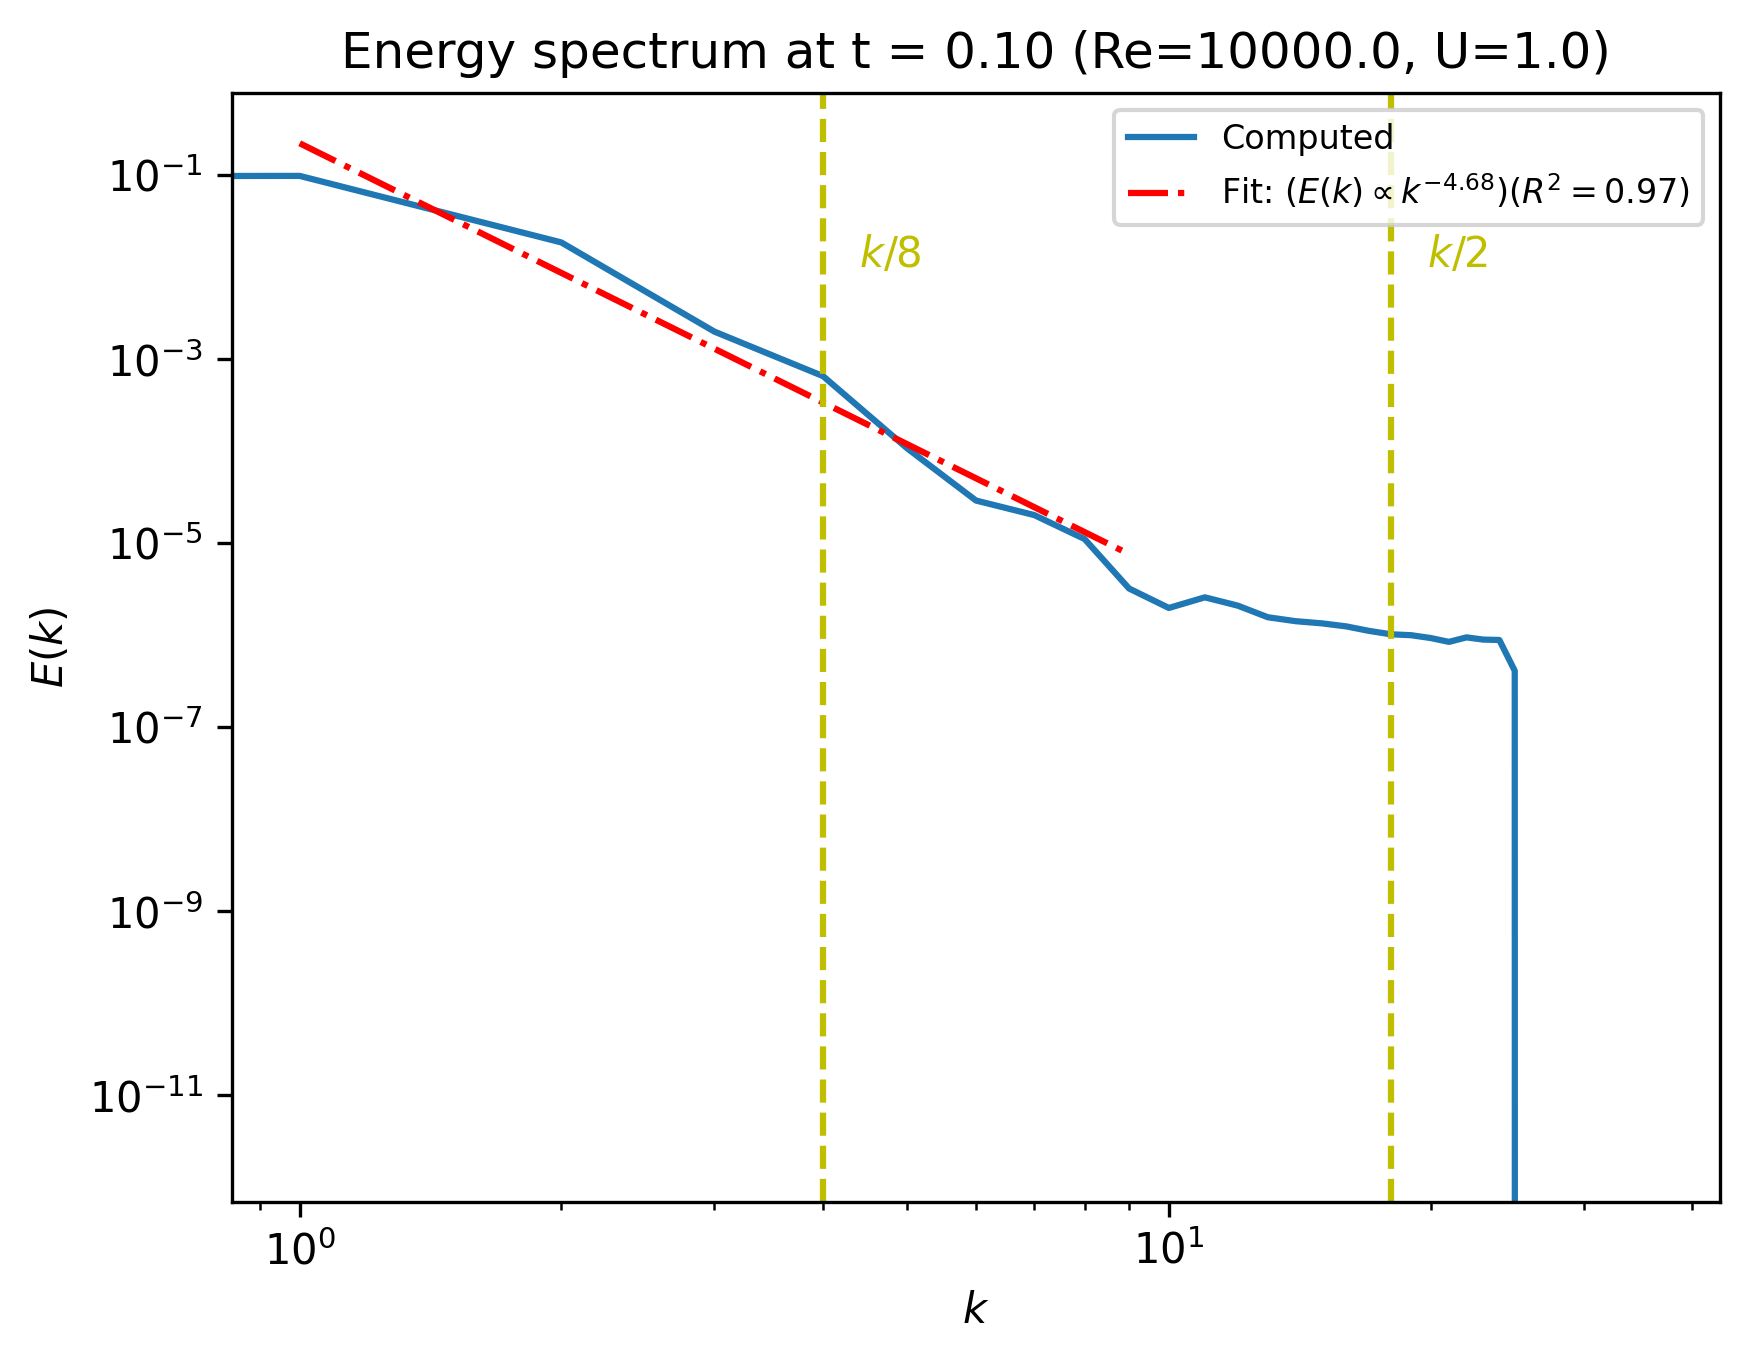 Energy spectrum at t = 0.10 (Re=10000.0, U=1.0)
Computed
Fit: (E(k) ∝ k^{-4.68})(R^2 = 0.97)
k/8
k/2
10^{-1}
10^{-3}
10^{-5}
10^{-7}
10^{-9}
10^{-11}
E(k)
10^0
10^1
k